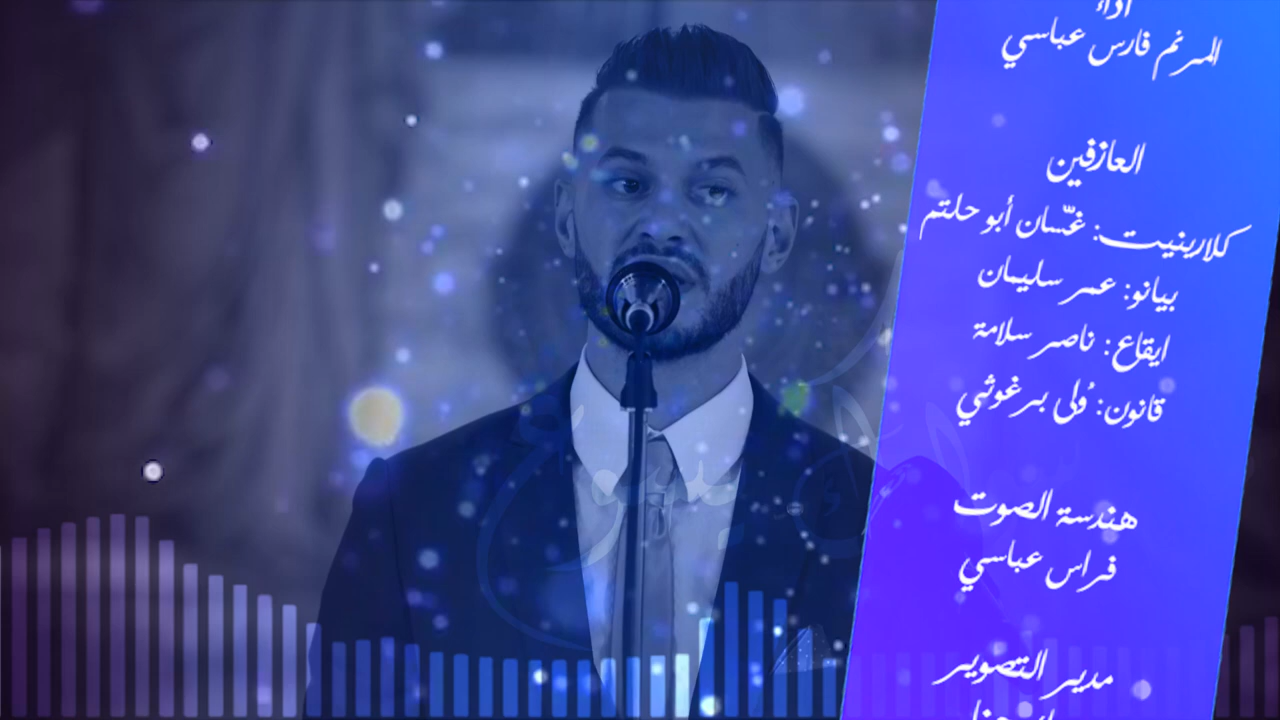 أداء
المرنم فارس عباسي
العازفين
كلارينيت: غسّان أبو حلتم
بيانو: عمر سليمان
ايقاع: ناصر سلامة
قانون: وُلى برغوثي
هندسة الصوت
فراس عباسي
مدير التصوير